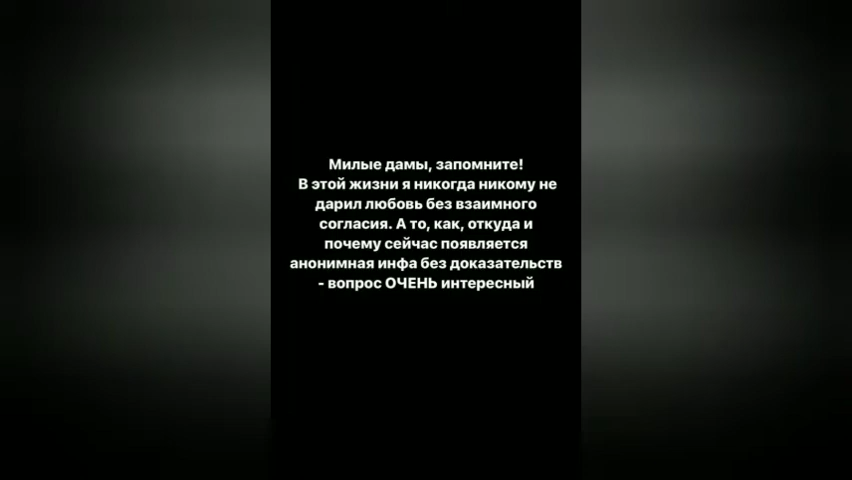 Милые дамы, запомните!
В этой жизни я никогда никому не
дарил любовь без взаимного
согласия. А то, как, откуда и
почему сейчас появляется
анонимная инфа без доказательств
- вопрос ОЧЕНЬ интересный